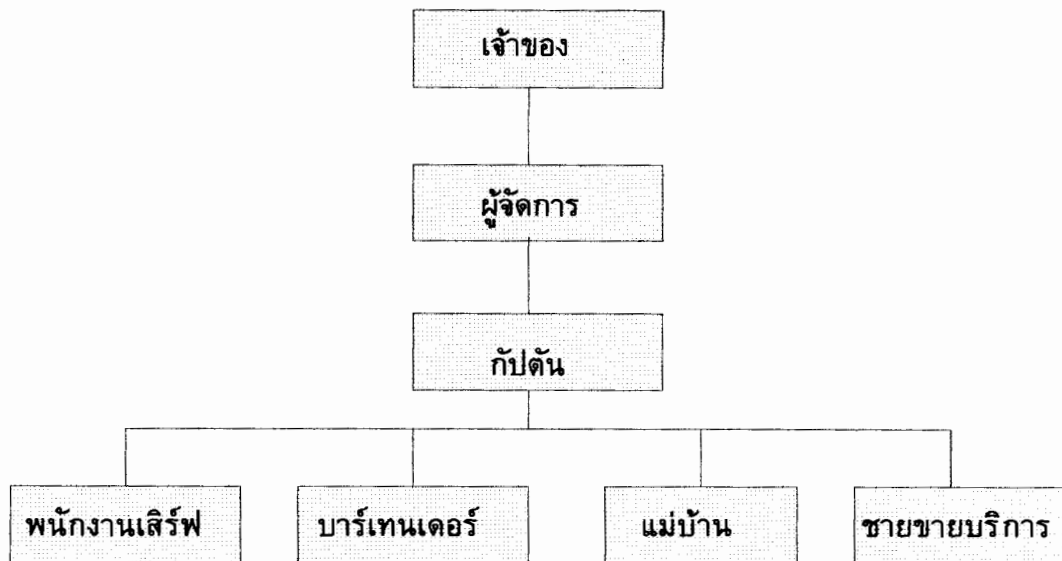 เจ้าของ
ผู้จัดการ
กัปตัน
พนักงานเสิร์ฟ
บาร์เทนเดอร์
แม่บ้าน
ชายขายบริการ